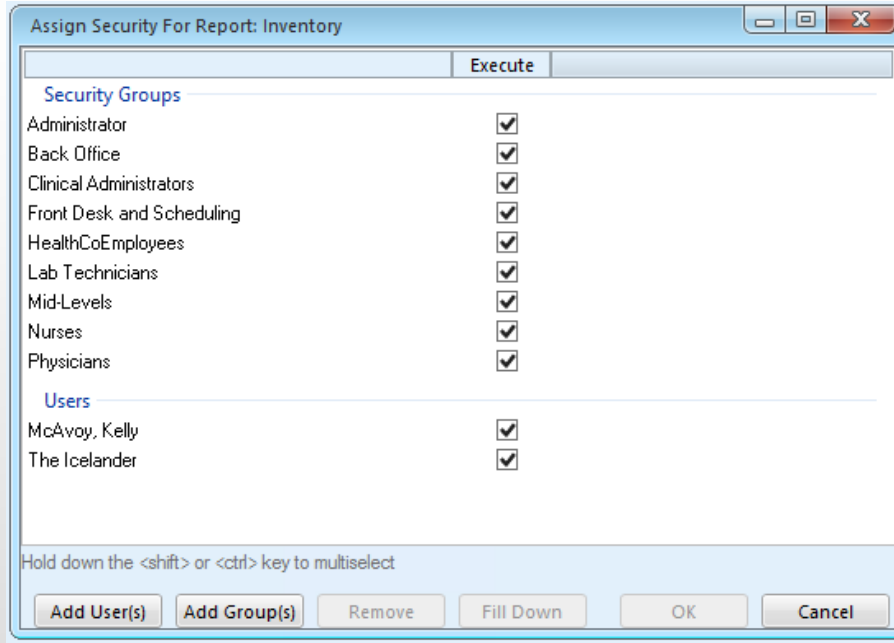 Assign Security For Report: Inventory
Execute
Security Groups
Administrator
Back Office
Clinical Administrators
Front Desk and Scheduling
HealthCoEmployees
Lab Technicians
Mid-Levels
Nurses
Physicians
Users
McAvoy, Kelly
The Icelander
Hold down the <shift> or <ctrl> key to multiselect
Add User(s) Add Group(s) Remove Fill Down OK Cancel